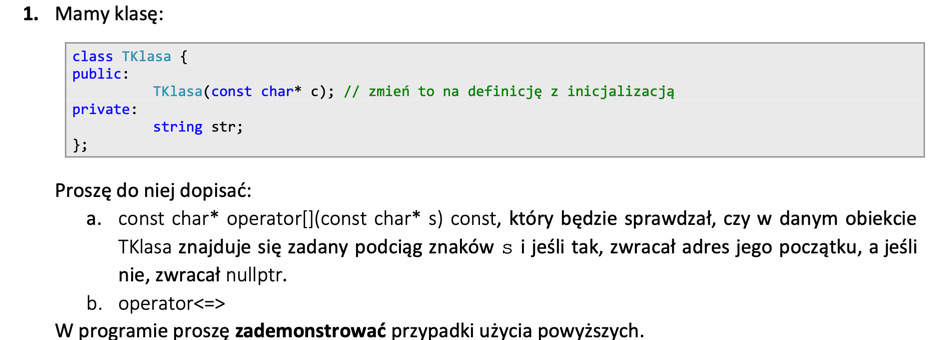 1. Mamy klasę:
class TKlasa {
public:
TKlasa(const char* c); // zmień to na definicję z inicjalizacją
private:
string str;
};
Proszę do niej dopisać:
a. const char* operator[](const char* s) const, który będzie sprawdzał, czy w danym obiekcie
TKlasa znajduje się zadany podciąg znaków s i jeśli tak, zwracał adres jego początku, a jeśli
nie, zwracał nullptr.
b. operator<=>
W programie proszę zademonstrować przypadki użycia powyższych.